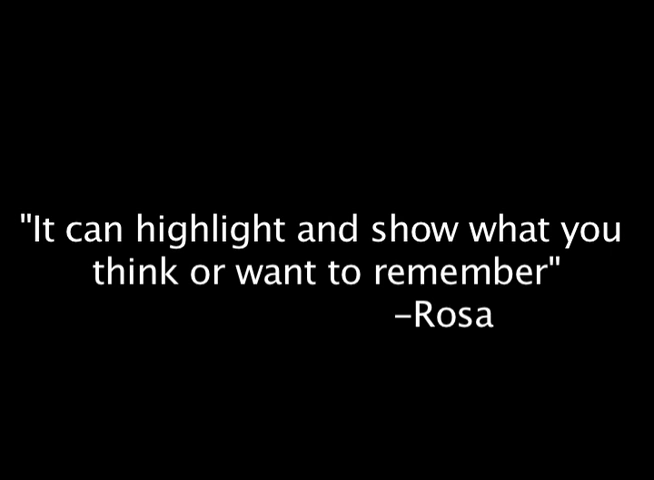 "It can highlight and show what you
think or want to remember"
–Rosa